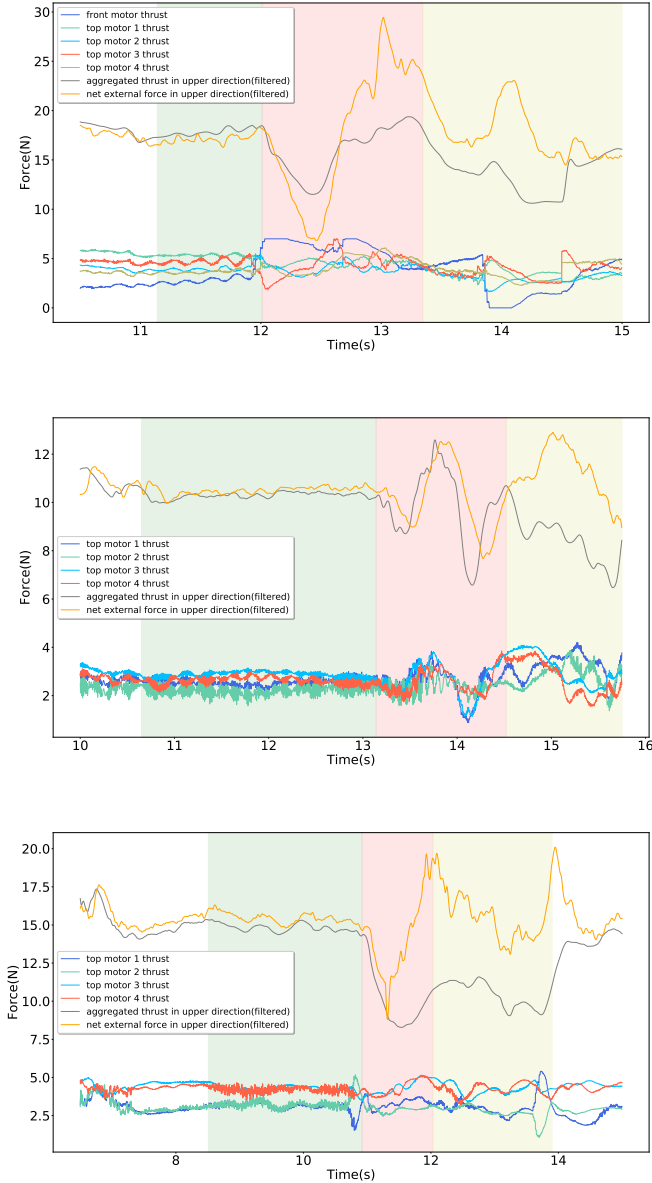 30
25
20
15
10
5
0
Force(N)
front motor thrust
top motor 1 thrust
top motor 2 thrust
top motor 3 thrust
top motor 4 thrust
aggregated thrust in upper direction(filtered)
net external force in upper direction(filtered)
11 12 13 14 15
Time(s)
12
10
8
6
4
2
Force(N)
top motor 1 thrust
top motor 2 thrust
top motor 3 thrust
top motor 4 thrust
aggregated thrust in upper direction(filtered)
net external force in upper direction(filtered)
10 11 12 13 14 15 16
Time(s)
20.0
17.5
15.0
12.5
10.0
7.5
5.0
2.5
Force(N)
top motor 1 thrust
top motor 2 thrust
top motor 3 thrust
top motor 4 thrust
aggregated thrust in upper direction(filtered)
net external force in upper direction(filtered)
8 10 12 14
Time(s)